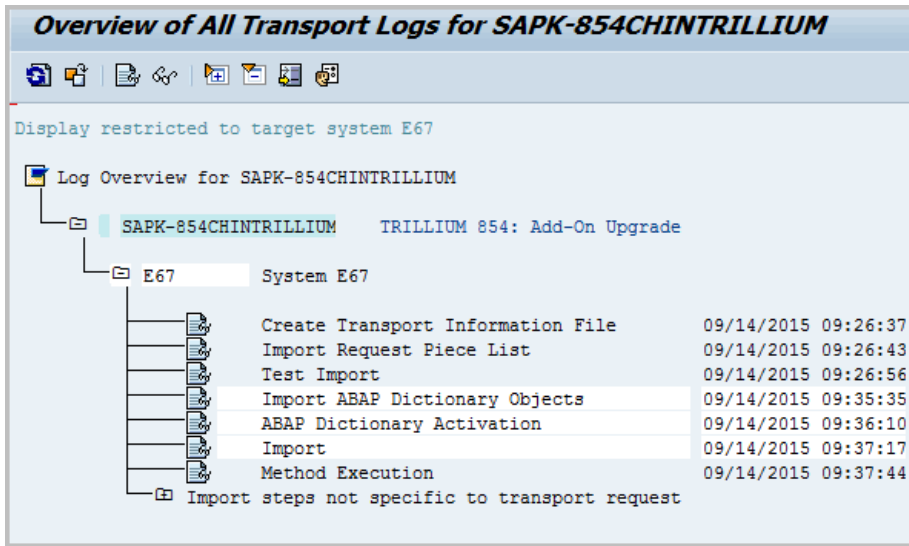 Overview of All Transport Logs for SAPK-854CHINTRILLIUM
Display restricted to target system E67
Log Overview for SAPK-854CHINTRILLIUM
SAPK-854CHINTRILLIUM TRILLIUM 854: Add-On Upgrade
E67 System E67
Create Transport Information File 09/14/2015 09:26:37
Import Request Piece List 09/14/2015 09:26:43
Test Import 09/14/2015 09:26:56
Import ABAP Dictionary Objects 09/14/2015 09:35:35
ABAP Dictionary Activation 09/14/2015 09:36:10
Import 09/14/2015 09:37:17
Method Execution 09/14/2015 09:37:44
Import steps not specific to transport request